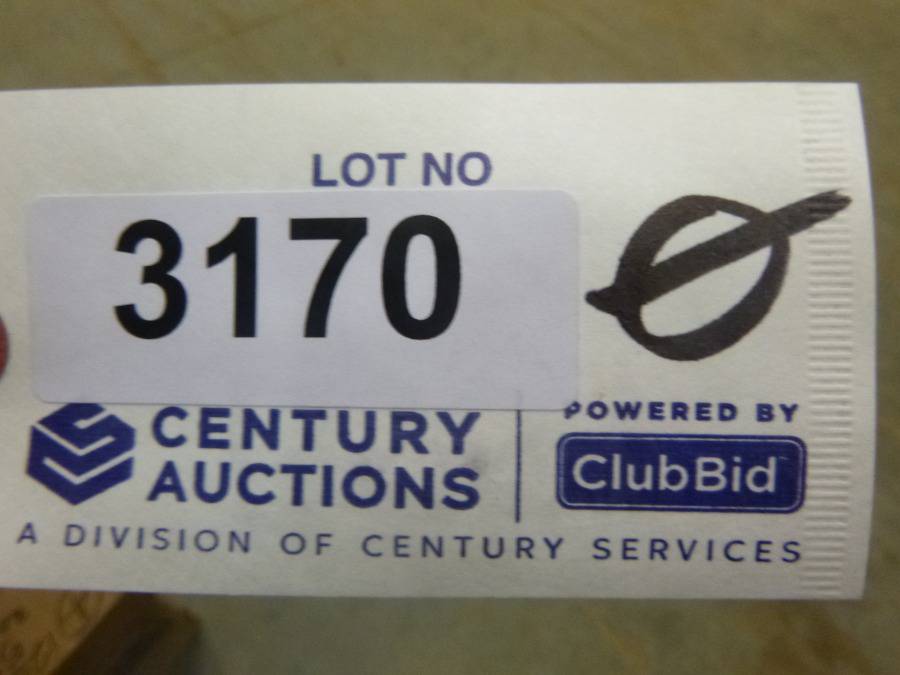 LOT NO
3170
Ø
CENTURY
AUCTIONS
POWERED BY
ClubBid
A DIVISION OF CENTURY SERVICES